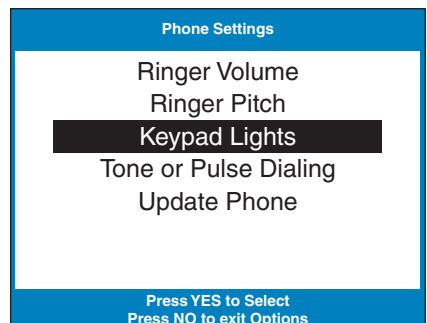 Phone Settings
Ringer Volume
Ringer Pitch
Keypad Lights
Tone or Pulse Dialing
Update Phone
Press YES to Select
Press NO to exit Options